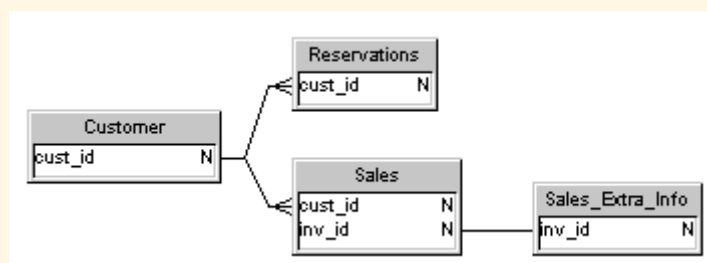 Reservations
cust_id N
Customer
cust_id N
Sales
cust_id N
inv_id N
Sales_Extra_Info
inv_id N